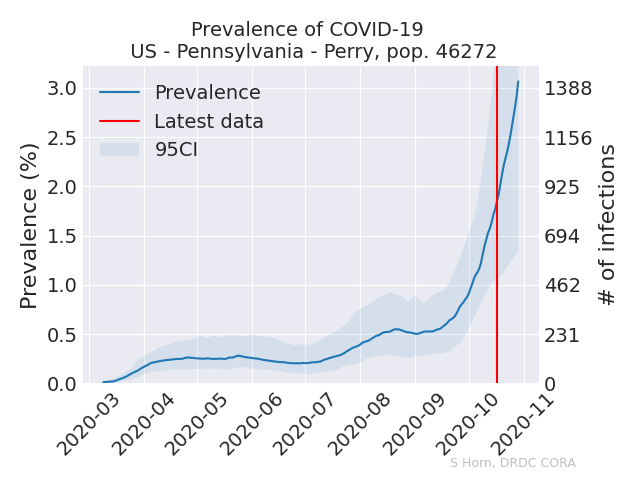 Prevalence of COVID-19
US - Pennsylvania - Perry, pop. 46272
Prevalence
Latest data
95CI
Prevalence (%)
3.0
2.5
2.0
1.5
1.0
0.5
0.0
1388
1156
925
694
462
231
0
# of infections
2020-03
2020-04
2020-05
2020-06
2020-07
2020-08
2020-09
2020-10
2020-11
S Horn, DRDC CORA